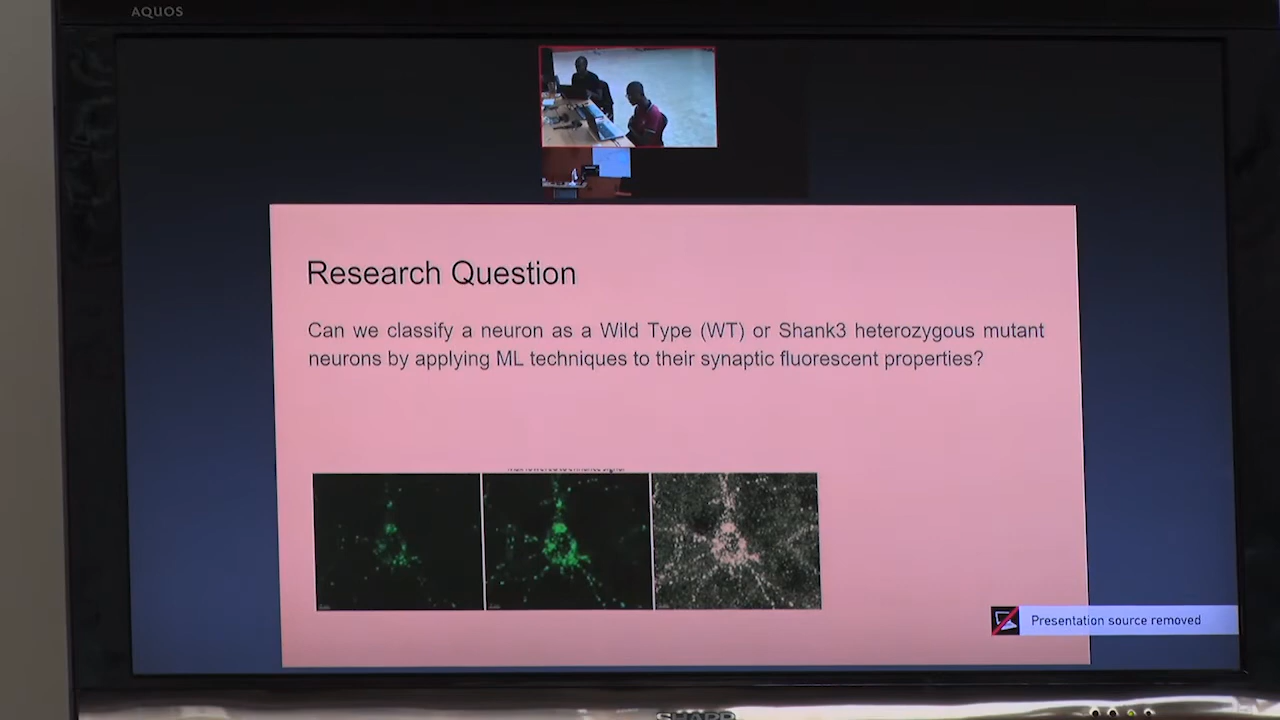 AQUOS
Research Question
Can we classify a neuron as a Wild Type (WT) or Shank3 heterozygous mutant
neurons by applying ML techniques to their synaptic fluorescent properties?
Presentation source removed
SHARP